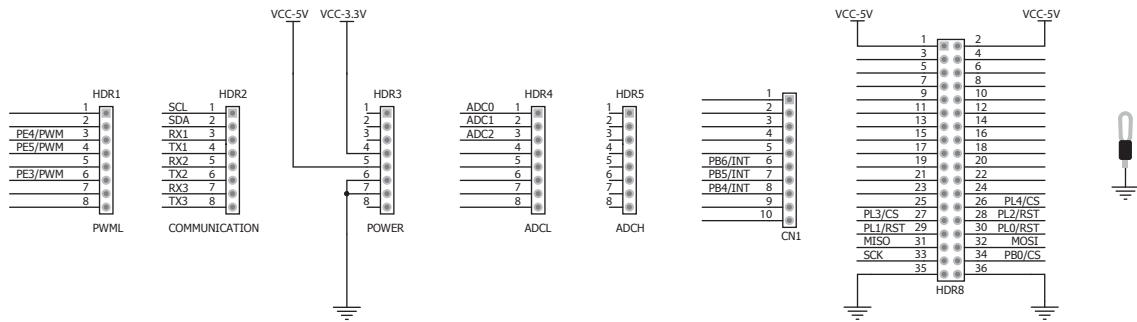 VCC-5V VCC-3.3V VCC-5V VCC-5V
HDR1
1
2
PE4/PWM 3
PE5/PWM 4
5
PE3/PWM 6
7
8
PWML
HDR2
SCL 1
SDA 2
RX1 3
TX1 4
RX2 5
TX2 6
RX3 7
TX3 8
COMMUNICATION
HDR3
1
2
3
4
5
6
7
8
POWER
HDR4
ADC0 1
ADC1 2
ADC2 3
4
5
6
7
8
ADCL
HDR5
1
2
3
4
5
6
7
8
ADCH
1
2
3
4
5
PB6/INT 6
PB5/INT 7
PB4/INT 8
9
10
CN1
1 2
3 4
5 6
7 8
9 10
11 12
13 14
15 16
17 18
19 20
21 22
23 24
25 26 PL4/CS
PL3/CS 27 28 PL2/RST
PL1/RST 29 30 PL0/RST
MISO 31 32 MOSI
SCK 33 34 PB0/CS
35 36
HDR8